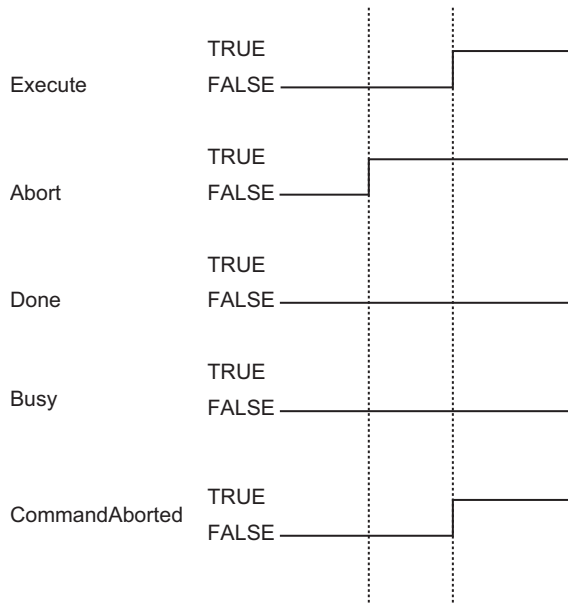 TRUE
Execute
FALSE
TRUE
Abort
FALSE
TRUE
Done
FALSE
TRUE
Busy
FALSE
TRUE
CommandAborted
FALSE